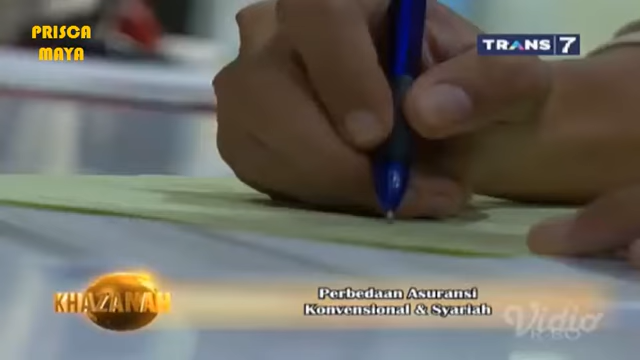 PRISCA
MAYA
TRANS 7
KHAZANAH
Perbedaan Asuransi
Konvensional & Syariah
Vidio